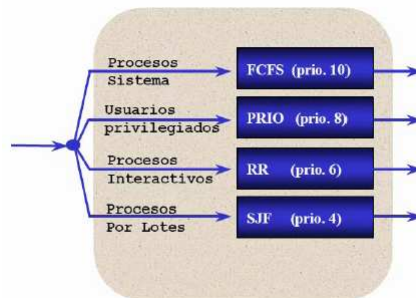 Procesos
Sistema
FCFS (prio. 10)
Usuarios
privilegiados
PRIO (prio. 8)
Procesos
Interactivos
RR (prio. 6)
Procesos
Por Lotes
SJF (prio. 4)